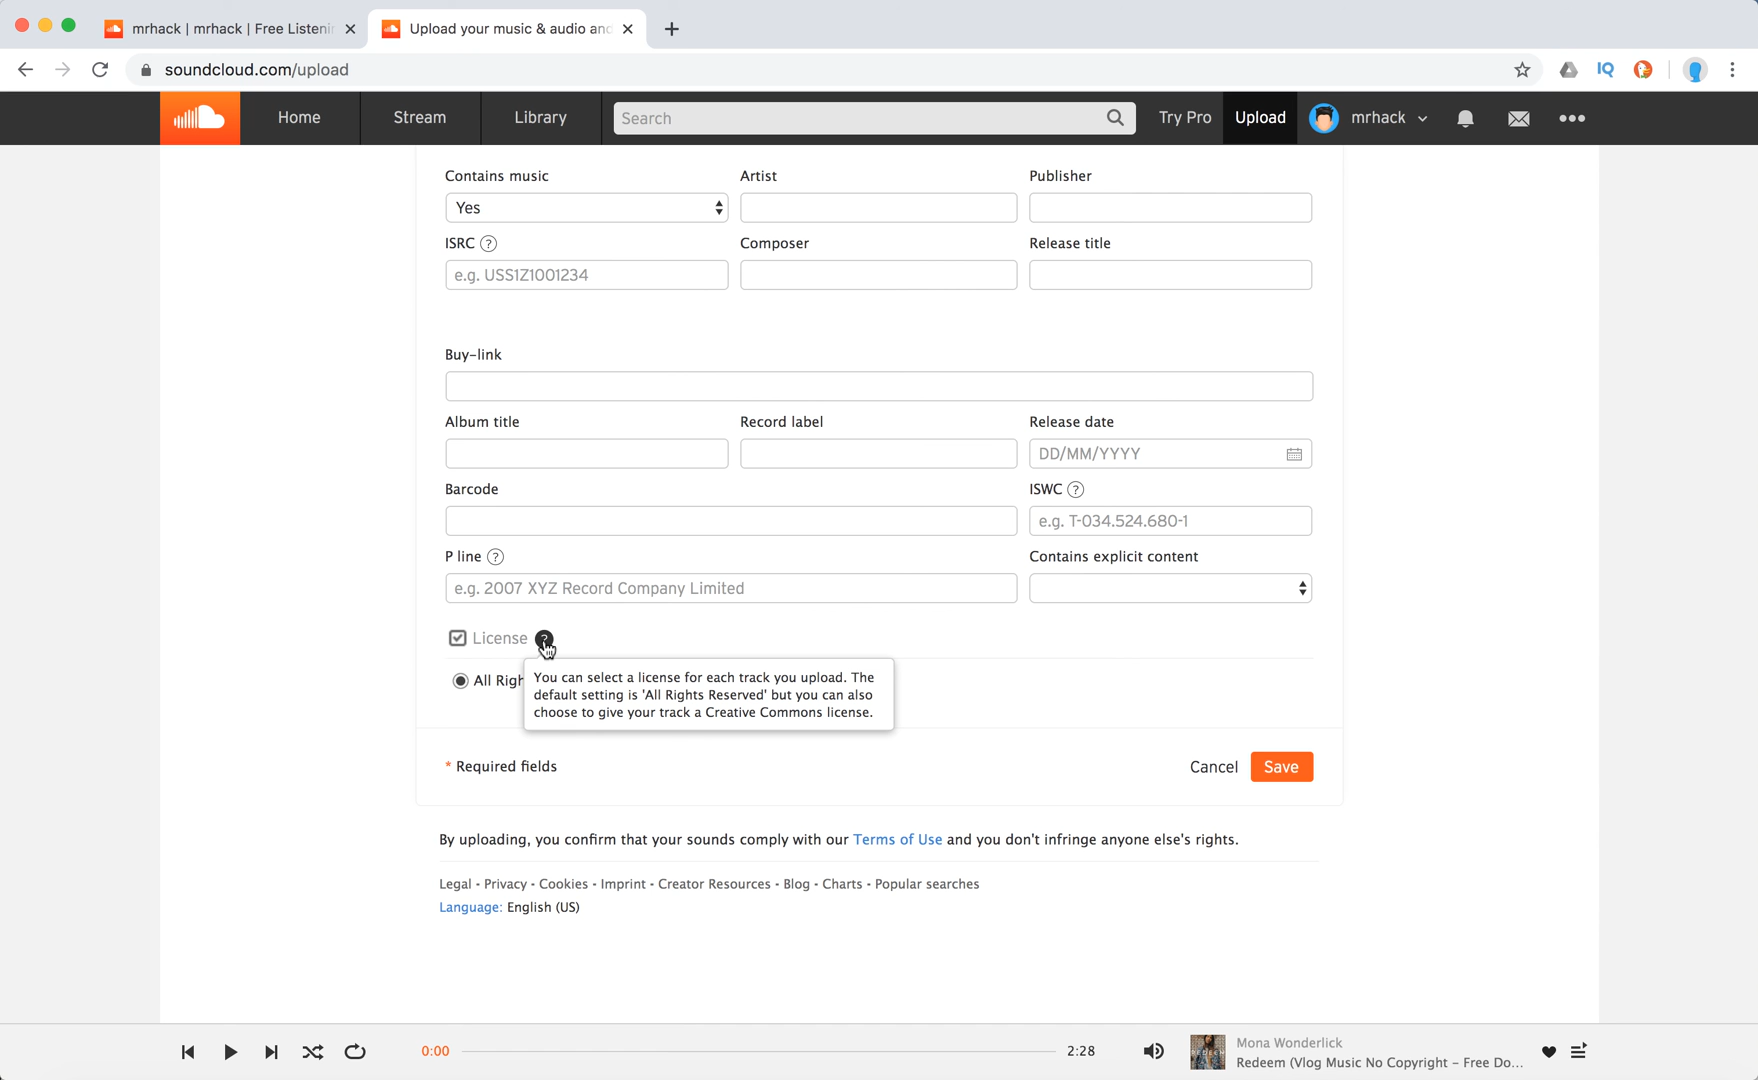 mrhack | mrhack | Free Listeni
Upload your music & audio and
soundcloud.com/upload
IQ
Home
Stream
Library
Search
Try Pro
Upload
mrhack
Contains music
Artist
Publisher
Yes
ISRC ?
Composer
Release title
e.g. USS1Z1001234
Buy-link
Album title
Record label
Release date
DD/MM/YYYY
Barcode
ISWC ?
e.g. T-034.524.680-1
P line ?
Contains explicit content
e.g. 2007 XYZ Record Company Limited
License ?
All Righ
You can select a license for each track you upload. The
default setting is 'All Rights Reserved' but you can also
choose to give your track a Creative Commons license.
* Required fields
Cancel
Save
By uploading, you confirm that your sounds comply with our Terms of Use and you don't infringe anyone else's rights.
Legal - Privacy - Cookies - Imprint - Creator Resources - Blog - Charts - Popular searches
Language: English (US)
0:00
2:28
REDEEM
Mona Wonderlick
Redeem (Vlog Music No Copyright – Free Do...